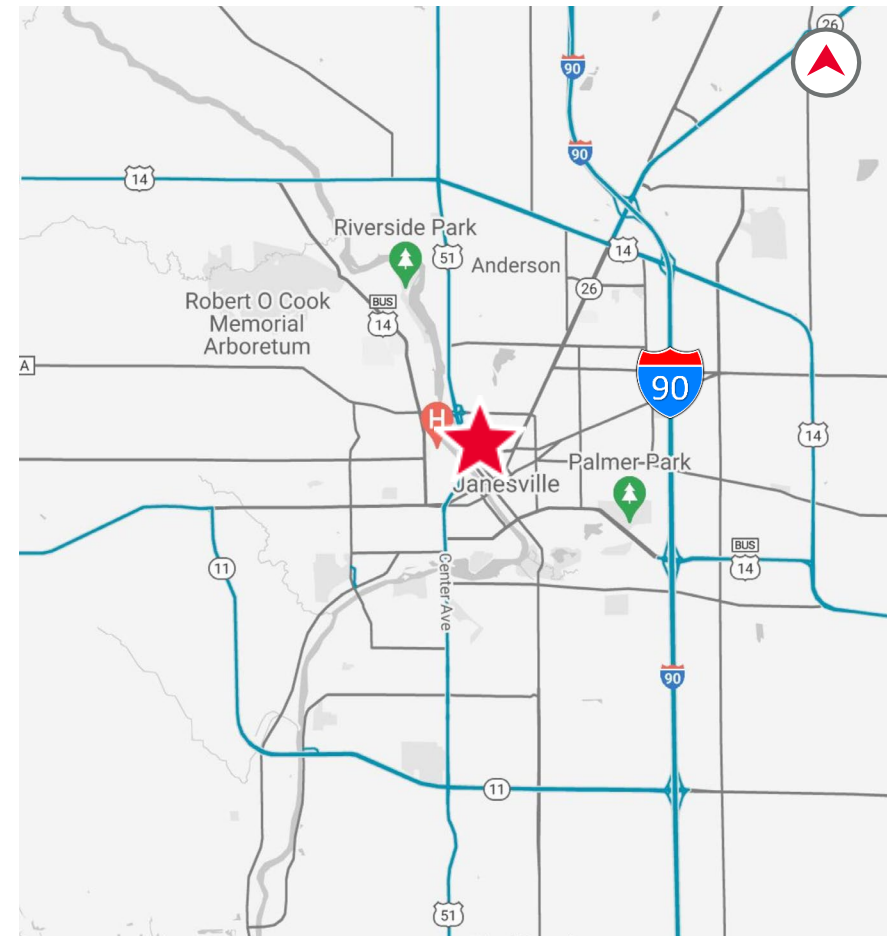 26
90
90
14
Riverside Park
51
Anderson
14
26
Robert O Cook
Memorial
Arboretum
BUS
14
A
90
H
14
Palmer Park
Janesville
BUS
14
11
Center Ave
90
11
51